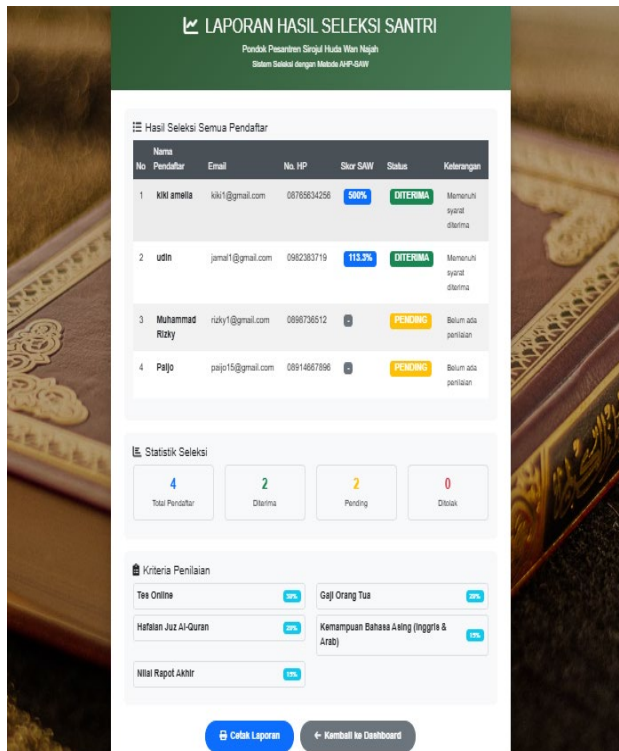 LAPORAN HASIL SELEKSI SANTRI
Pondok Pesantren Sirojul Huda Wan Najah
Sistem Seleksi dengan Metode AHP-SAW
Hasil Seleksi Semua Pendaftar
No Nama Pendaftar Email No. HP Skor SAW Status Keterangan
1 kiki amelia kiki1@gmail.com 08765634256 500% DITERIMA Memenuhi syarat diterima
2 udin jamal1@gmail.com 0982383719 113.3% DITERIMA Memenuhi syarat diterima
3 Muhammad Rizky rizky1@gmail.com 0898736512 - PENDING Belum ada penilaian
4 Paijo paijo15@gmail.com 08914667896 - PENDING Belum ada penilaian
Statistik Seleksi
4 2 2 0
Total Pendaftar Diterima Pending Ditolak
Kriteria Penilaian
Tes Online 30% Gaji Orang Tua 20%
Hafalan Juz Al-Quran 20% Kemampuan Bahasa Asing (Inggris & Arab) 15%
Nilai Rapot Akhir 15%
Cetak Laporan Kembali ke Dashboard